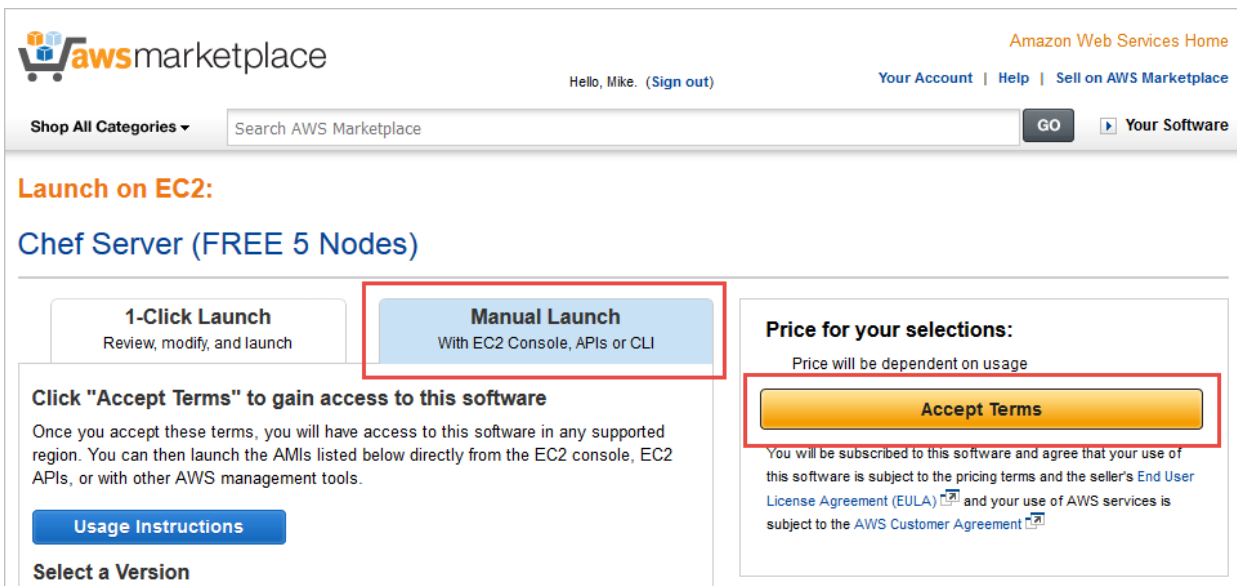 awsmarketplace
Amazon Web Services Home
Hello, Mike. (Sign out)
Your Account | Help | Sell on AWS Marketplace
Shop All Categories
Search AWS Marketplace
GO
Your Software
Launch on EC2:
Chef Server (FREE 5 Nodes)
1-Click Launch
Review, modify, and launch
Manual Launch
With EC2 Console, APIs or CLI
Click "Accept Terms" to gain access to this software
Once you accept these terms, you will have access to this software in any supported
region. You can then launch the AMIs listed below directly from the EC2 console, EC2
APIs, or with other AWS management tools.
Usage Instructions
Select a Version
Price for your selections:
Price will be dependent on usage
Accept Terms
You will be subscribed to this software and agree that your use of
this software is subject to the pricing terms and the seller's End User
License Agreement (EULA) and your use of AWS services is
subject to the AWS Customer Agreement